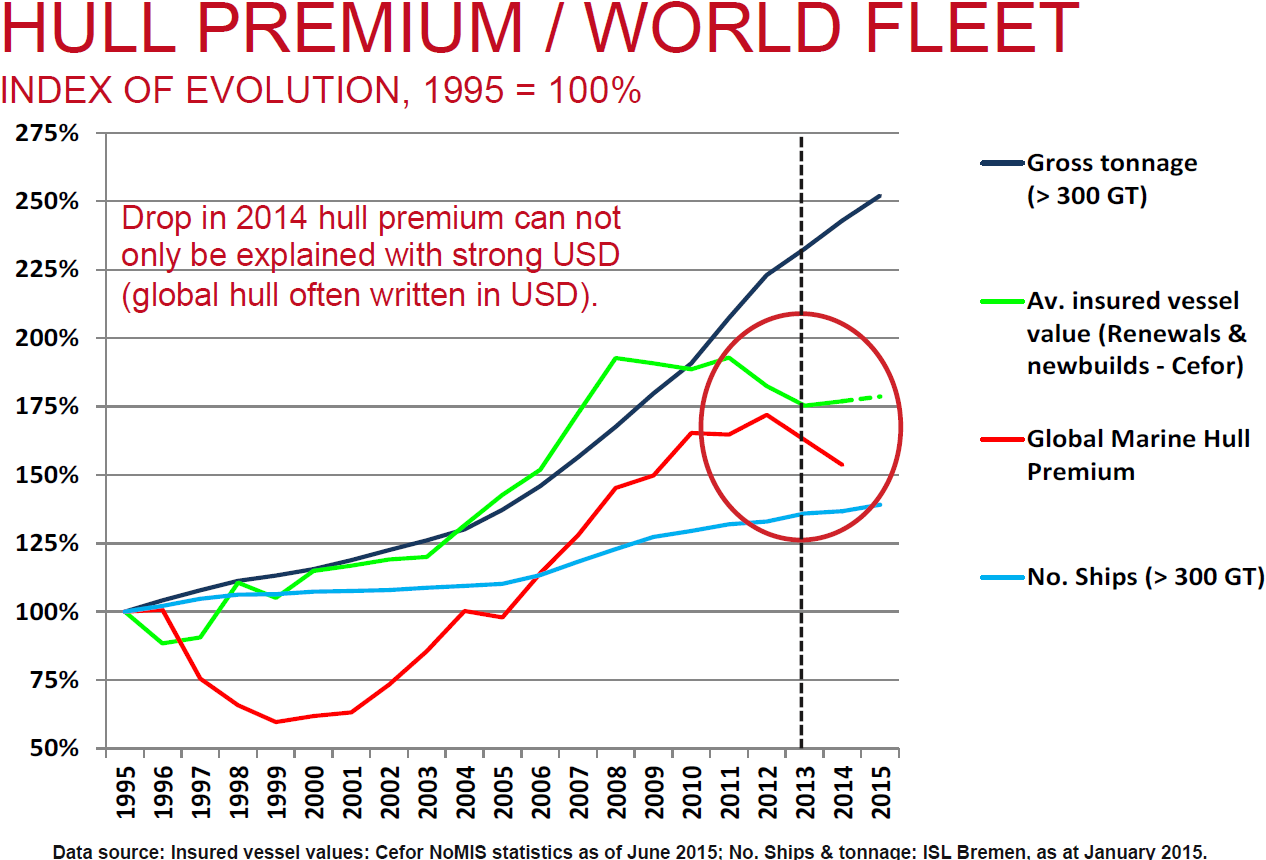 HULL PREMIUM / WORLD FLEET
INDEX OF EVOLUTION, 1995 = 100%
275%
250%
225%
200%
175%
150%
125%
100%
75%
50%
Drop in 2014 hull premium can not
only be explained with strong USD
(global hull often written in USD).
Gross tonnage
(> 300 GT)
Av. insured vessel
value (Renewals &
newbuilds - Cefor)
Global Marine Hull
Premium
No. Ships (> 300 GT)
1995
1996
1997
1998
1999
2000
2001
2002
2003
2004
2005
2006
2007
2008
2009
2010
2011
2012
2013
2014
2015
Data source: Insured vessel values: Cefor NoMIS statistics as of June 2015; No. Ships & tonnage: ISL Bremen, as at January 2015.